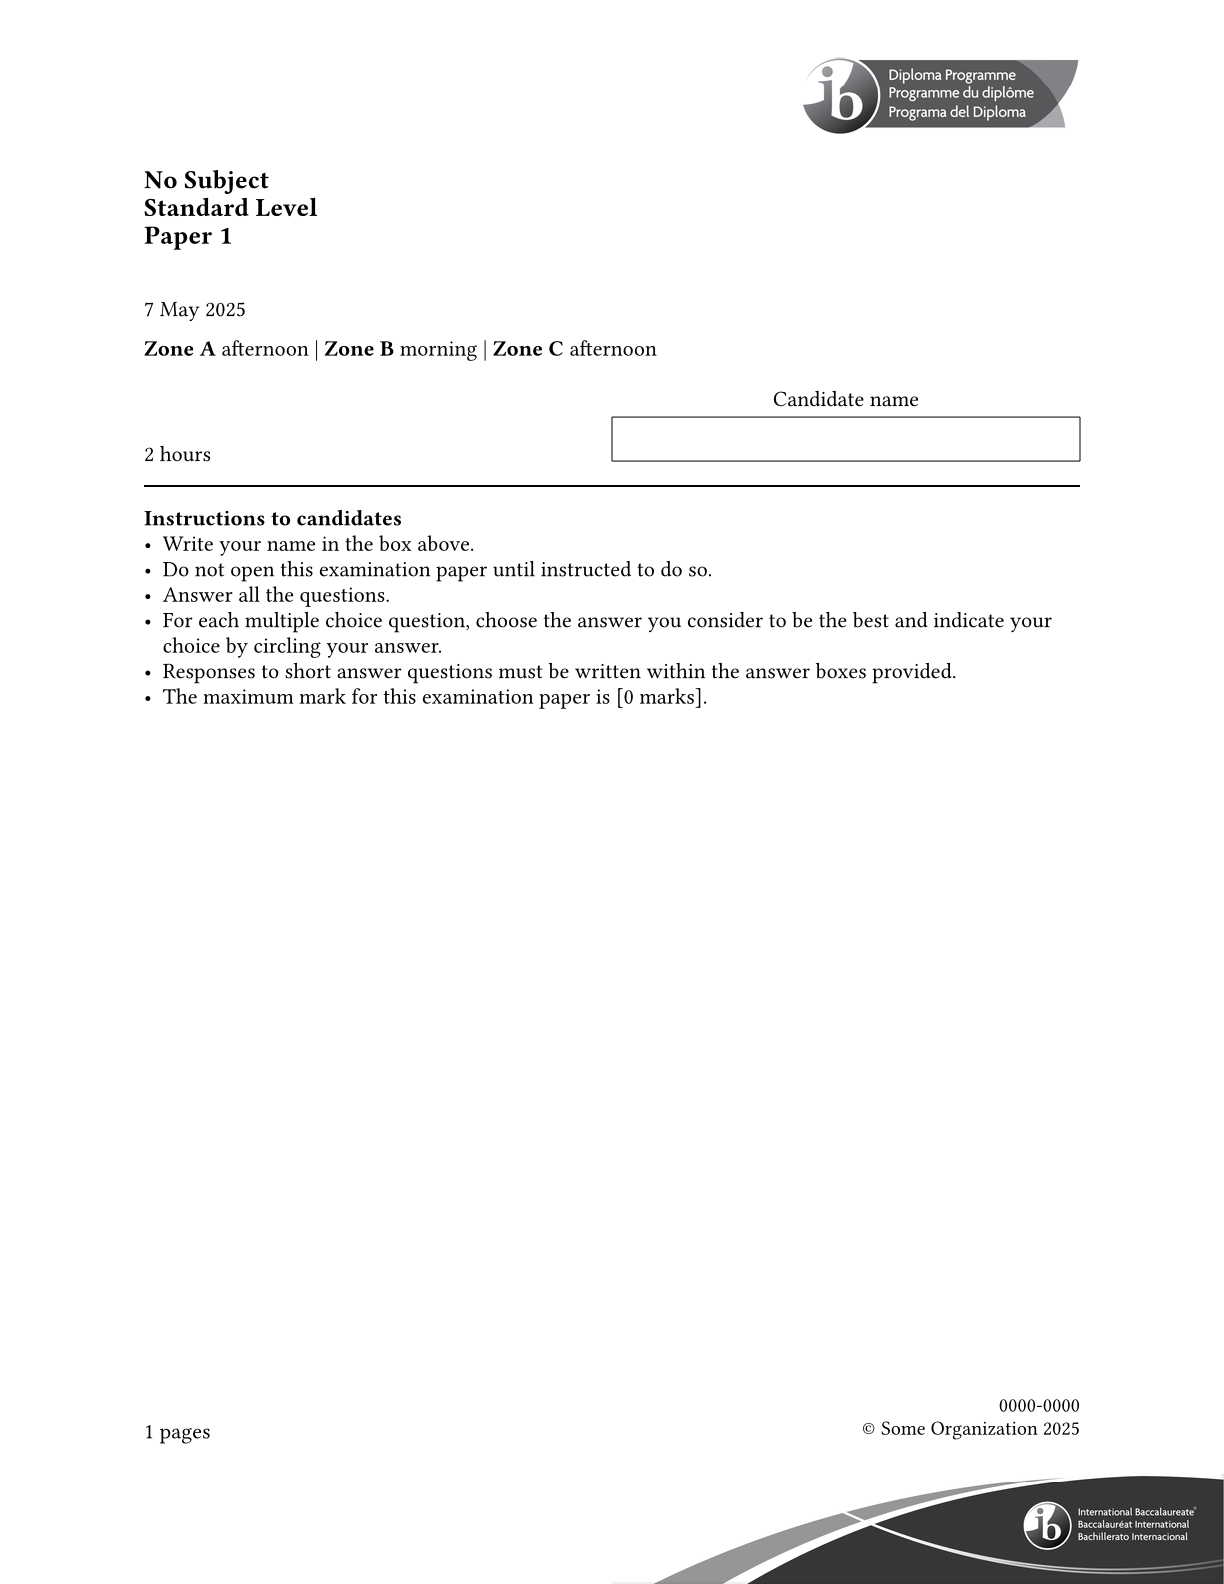 ib
Diploma Programme
Programme du diplôme
Programa del Diploma
No Subject
Standard Level
Paper 1
7 May 2025
Zone A afternoon | Zone B morning | Zone C afternoon
Candidate name
2 hours
Instructions to candidates
• Write your name in the box above.
• Do not open this examination paper until instructed to do so.
• Answer all the questions.
• For each multiple choice question, choose the answer you consider to be the best and indicate your
choice by circling your answer.
• Responses to short answer questions must be written within the answer boxes provided.
• The maximum mark for this examination paper is [0 marks].
0000-0000
1 pages
© Some Organization 2025
ib
International Baccalaureate®
Baccalauréat International
Bachillerato Internacional